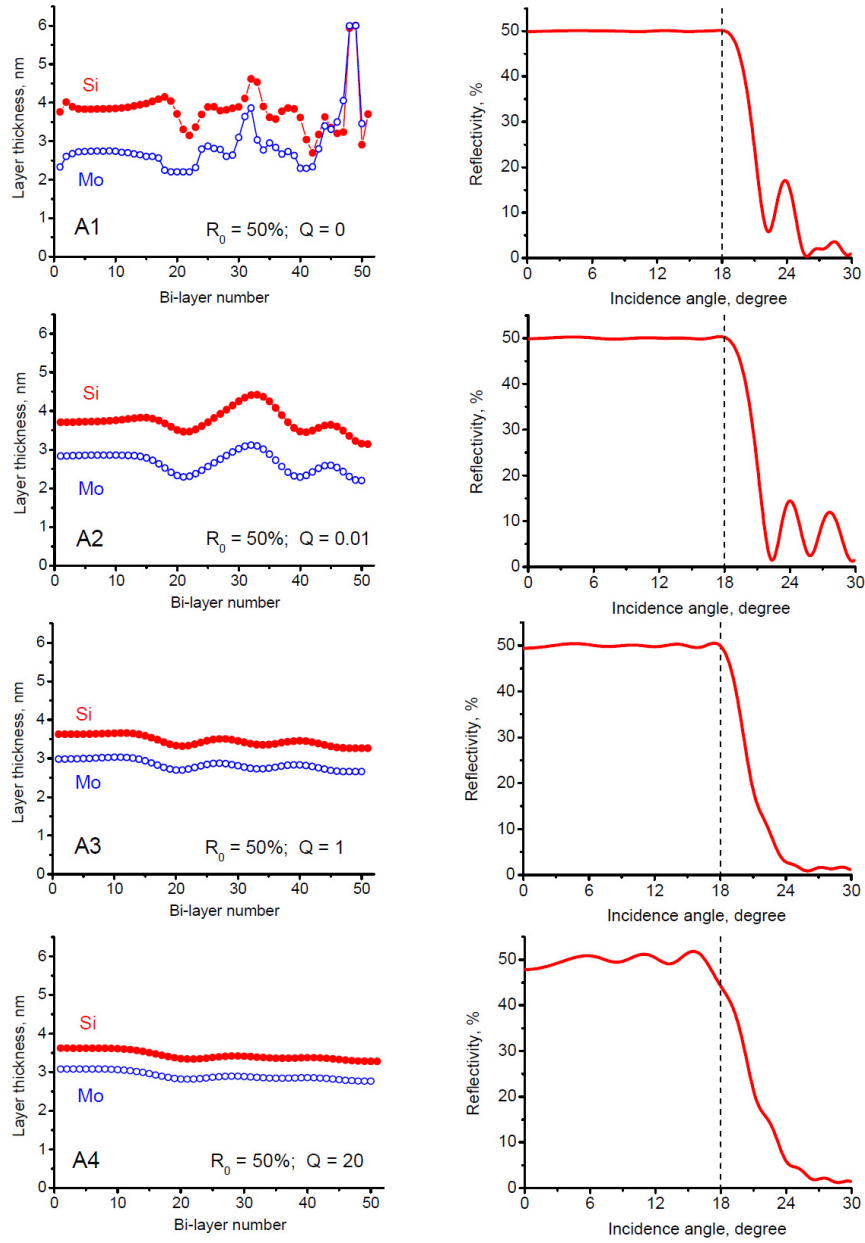 Layer thickness, nm
6
5
4
3
2
1
0
Si
Mo
A1
R0 = 50%; Q = 0
0 10 20 30 40 50
Bi-layer number
Reflectivity, %
50
40
30
20
10
0
0 6 12 18 24 30
Incidence angle, degree
Layer thickness, nm
6
5
4
3
2
1
0
Si
Mo
A2
R0 = 50%; Q = 0.01
0 10 20 30 40 50
Bi-layer number
Reflectivity, %
50
40
30
20
10
0
0 6 12 18 24 30
Incidence angle, degree
Layer thickness, nm
6
5
4
3
2
1
0
Si
Mo
A3
R0 = 50%; Q = 1
0 10 20 30 40 50
Bi-layer number
Reflectivity, %
50
40
30
20
10
0
0 6 12 18 24 30
Incidence angle, degree
Layer thickness, nm
6
5
4
3
2
1
0
Si
Mo
A4
R0 = 50%; Q = 20
0 10 20 30 40 50
Bi-layer number
Reflectivity, %
50
40
30
20
10
0
0 6 12 18 24 30
Incidence angle, degree